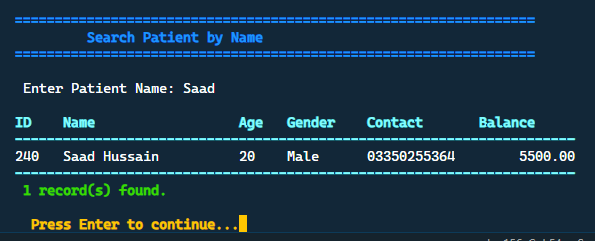 Search Patient by Name
Enter Patient Name: Saad
ID Name Age Gender Contact Balance
240 Saad Hussain 20 Male 03350255364 5500.00
1 record(s) found.
Press Enter to continue...